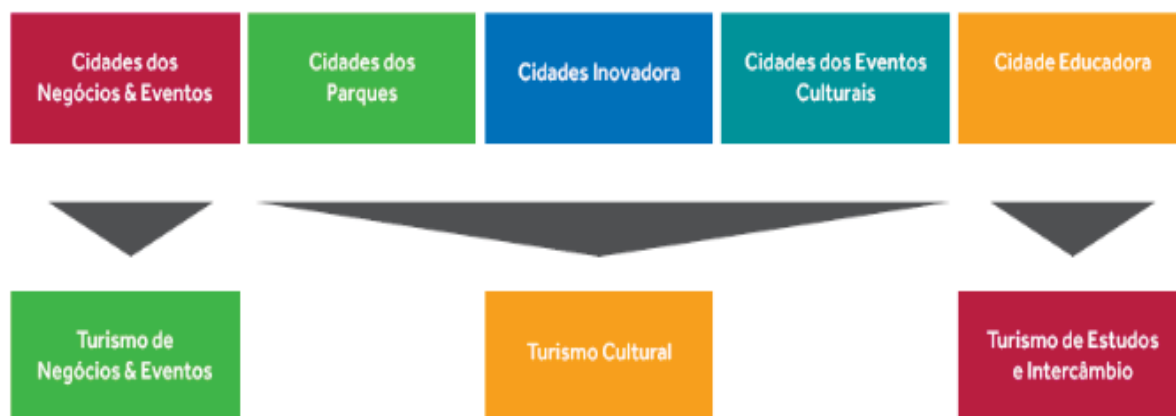 Cidades dos
Negócios & Eventos
Cidades dos
Parques
Cidades Inovadora
Cidades dos Eventos
Culturais
Cidade Educadora
Turismo de
Negócios & Eventos
Turismo Cultural
Turismo de Estudos
e Intercâmbio